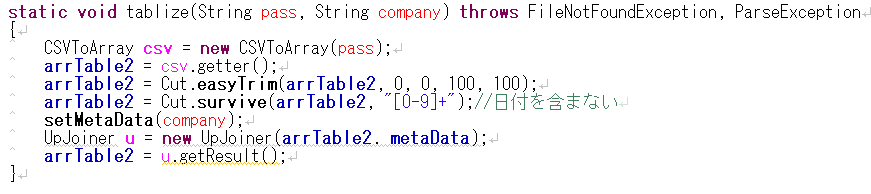 static void tablize(String pass, String company) throws FileNotFoundException, ParseException
{
CSVToArray csv = new CSVToArray(pass);
arrTable2 = csv.getter();
arrTable2 = Cut.easyTrim(arrTable2, 0, 0, 100, 100);
arrTable2 = Cut.survive(arrTable2, "[0-9]+");//日付を含まない
setMetaData(company);
UpJoiner u = new UpJoiner(arrTable2, metaData);
arrTable2 = u.getResult();
}